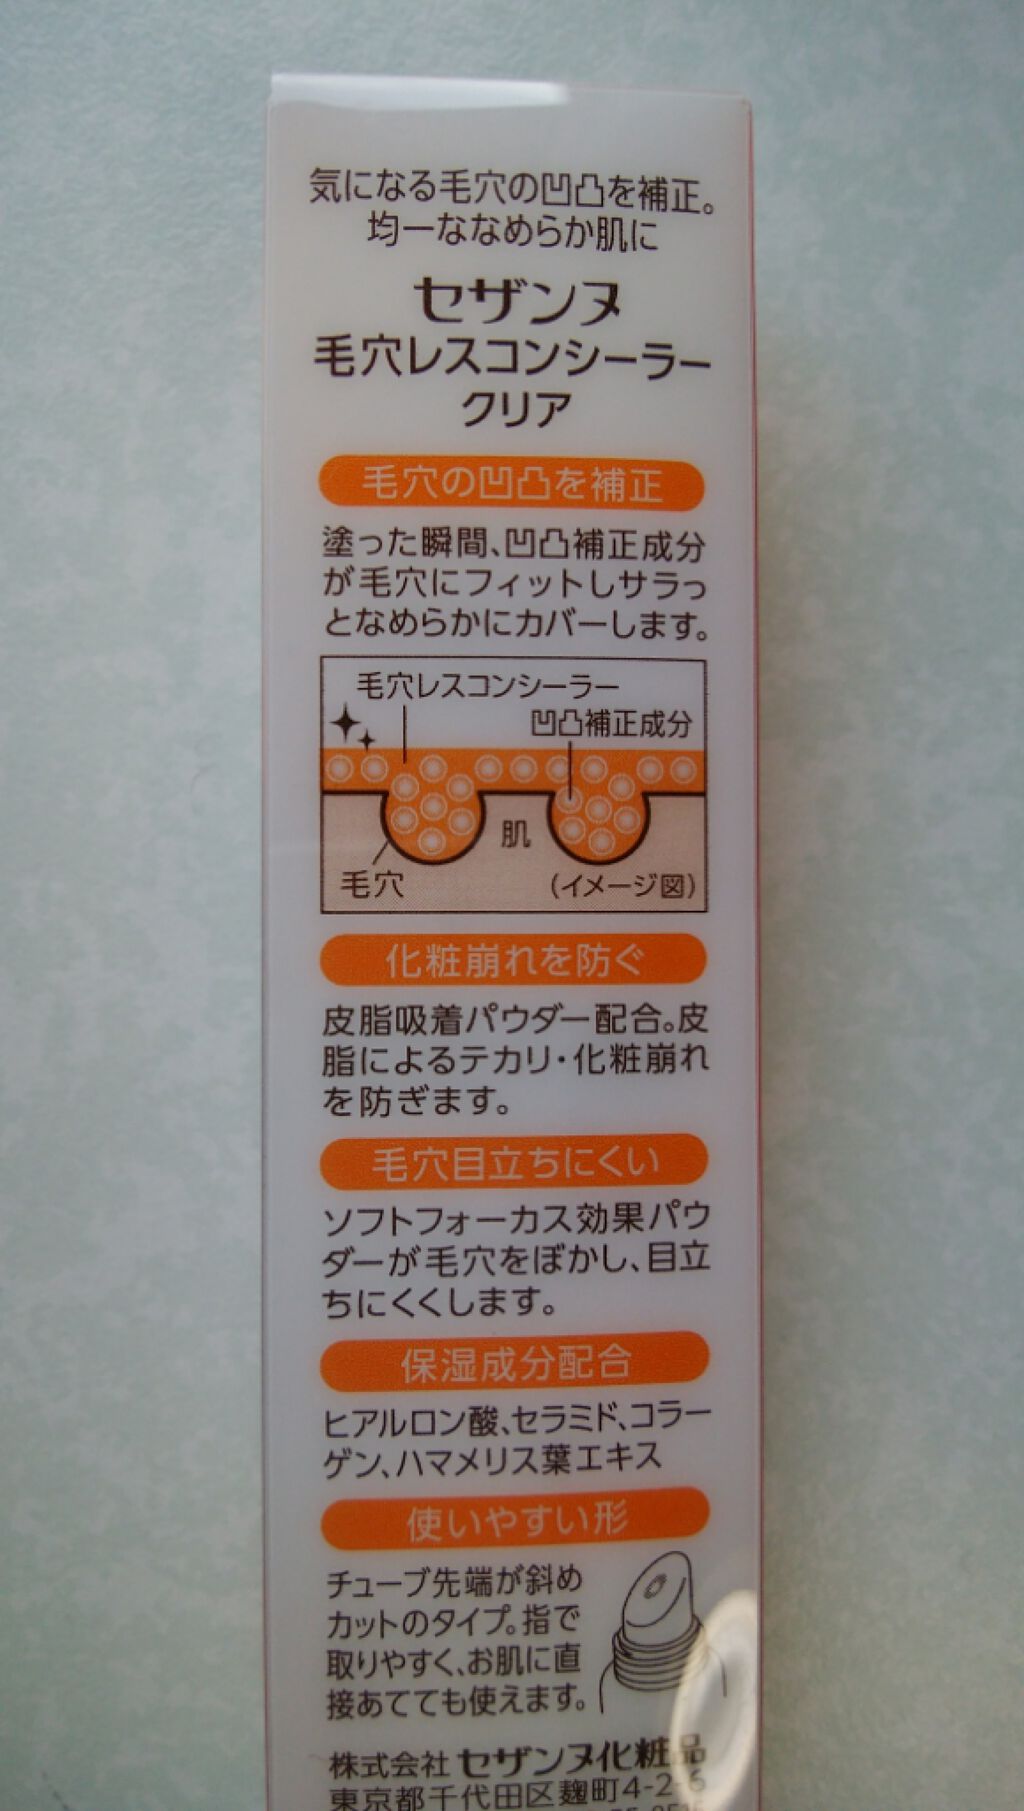 気になる毛穴の凹凸を補正。
均一ななめらか肌に
セザンヌ
毛穴レスコンシーラー
クリア
毛穴の凹凸を補正
塗った瞬間、凹凸補正成分
が毛穴にフィットしサラっ
となめらかにカバーします。
毛穴レスコンシーラー
凹凸補正成分
肌
毛穴
(イメージ図)
化粧崩れを防ぐ
皮脂吸着パウダー配合。皮
脂によるテカリ・化粧崩れ
を防ぎます。
毛穴目立ちにくい
ソフトフォーカス効果パウ
ダーが毛穴をぼかし、目立
ちにくくします。
保湿成分配合
ヒアルロン酸、セラミド、コラー
ゲン、ハマメリス葉エキス
使いやすい形
チューブ先端が斜め
カットのタイプ。指で
取りやすく、お肌に直
接あてても使えます。
株式会社 セザンヌ化粧品
東京都千代田区麹町4-2-6